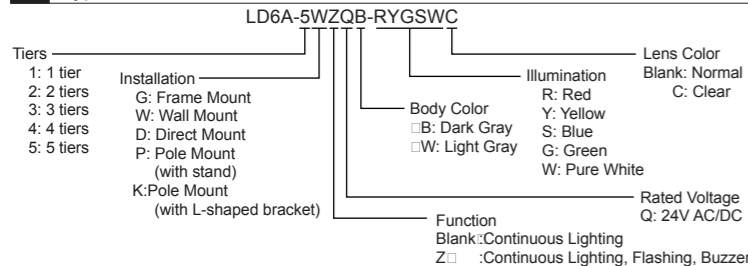 LD6A-5WZQB-RYGSWC
Tiers
1: 1 tier
2: 2 tiers
3: 3 tiers
4: 4 tiers
5: 5 tiers
Installation
G: Frame Mount
W: Wall Mount
D: Direct Mount
P: Pole Mount
(with stand)
K:Pole Mount
(with L-shaped bracket)
Function
Blank□:Continuous Lighting
Z□ :Continuous Lighting, Flashing, Buzzer
Body Color
□B: Dark Gray
□W: Light Gray
Illumination
R: Red
Y: Yellow
S: Blue
G: Green
W: Pure White
Lens Color
Blank: Normal
C: Clear
Rated Voltage
Q: 24V AC/DC